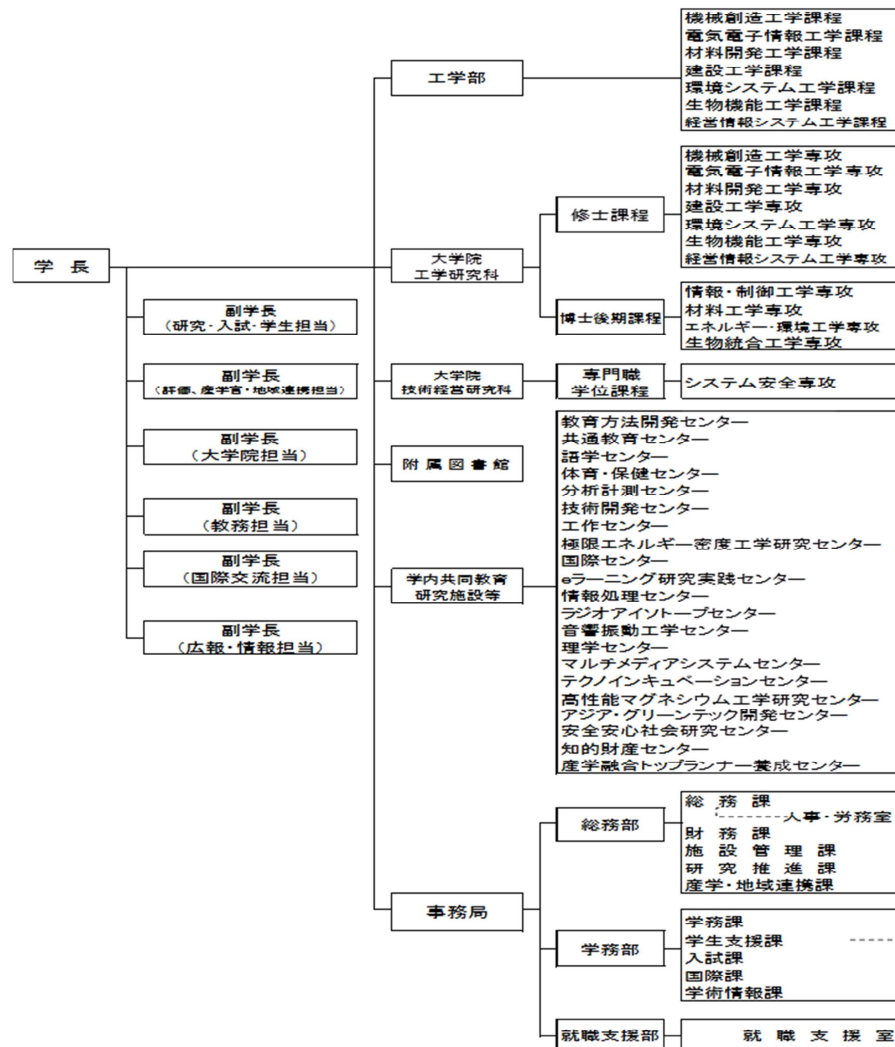 学長
副学長
（研究・入試・学生担当）
副学長
（評価、産学官・地域連携担当）
副学長
（大学院担当）
副学長
（教務担当）
副学長
（国際交流担当）
副学長
（広報・情報担当）
工学部
機械創造工学課程
電気電子情報工学課程
材料開発工学課程
建設工学課程
環境システム工学課程
生物機能工学課程
経営情報システム工学課程
大学院
工学研究科
修士課程
機械創造工学専攻
電気電子情報工学専攻
材料開発工学専攻
建設工学専攻
環境システム工学専攻
生物機能工学専攻
経営情報システム工学専攻
博士後期課程
情報・制御工学専攻
材料工学専攻
エネルギー・環境工学専攻
生物統合工学専攻
大学院
技術経営研究科
専門職
学位課程
システム安全専攻
附属図書館
学内共同教育
研究施設等
教育方法開発センター
共通教育センター
語学センター
体育・保健センター
分析計測センター
技術開発センター
工作センター
極限エネルギー密度工学研究センター
国際センター
eラーニング研究実践センター
情報処理センター
ラジオアイソトープセンター
音響振動工学センター
理学センター
マルチメディアシステムセンター
テクノインキュベーションセンター
高性能マグネシウム工学研究センター
アジア・グリーンテック開発センター
安全安心社会研究センター
知的財産センター
産学融合トップランナー養成センター
事務局
総務部
総務課
人事・労務室
財務課
施設管理課
研究推進課
産学・地域連携課
学務部
学務課
学生支援課
入試課
国際課
学術情報課
就職支援部
就職支援室